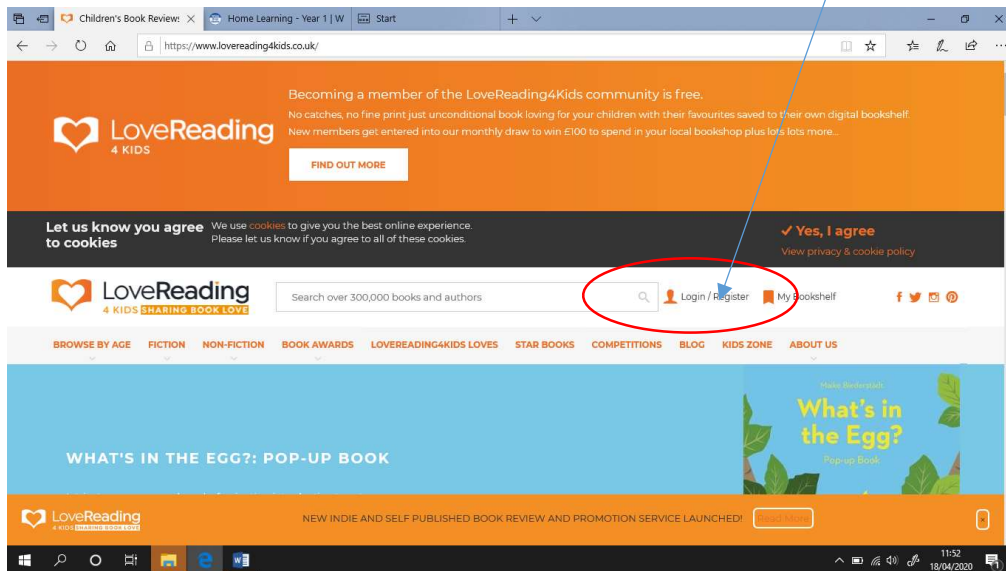 Children's Book Review:
Home Learning - Year 1 | W
Start
https://www.lovereading4kids.co.uk/
Becoming a member of the LoveReading4Kids community is free.
No catches, no fine print just unconditional book loving for your children with their favourites saved to their own digital bookshelf.
New members get entered into our monthly draw to win £100 to spend in your local bookshop plus lots lots more...
LoveReading
4 KIDS
FIND OUT MORE
Let us know you agree
to cookies
We use cookies to give you the best online experience.
Please let us know if you agree to all of these cookies.
✓ Yes, I agree
View privacy & cookie policy
LoveReading
4 KIDS SHARING BOOK LOVE
Search over 300,000 books and authors
Login / Register
My Bookshelf
BROWSE BY AGE FICTION NON-FICTION BOOK AWARDS LOVEREADING4KIDS LOVES STAR BOOKS COMPETITIONS BLOG KIDS ZONE ABOUT US
What's in
the Egg?
Pop-up Book
WHAT'S IN THE EGG?: POP-UP BOOK
LoveReading
4 KIDS SHARING BOOK LOVE
NEW INDIE AND SELF PUBLISHED BOOK REVIEW AND PROMOTION SERVICE LAUNCHED!
Read More
x
11:52
18/04/2020